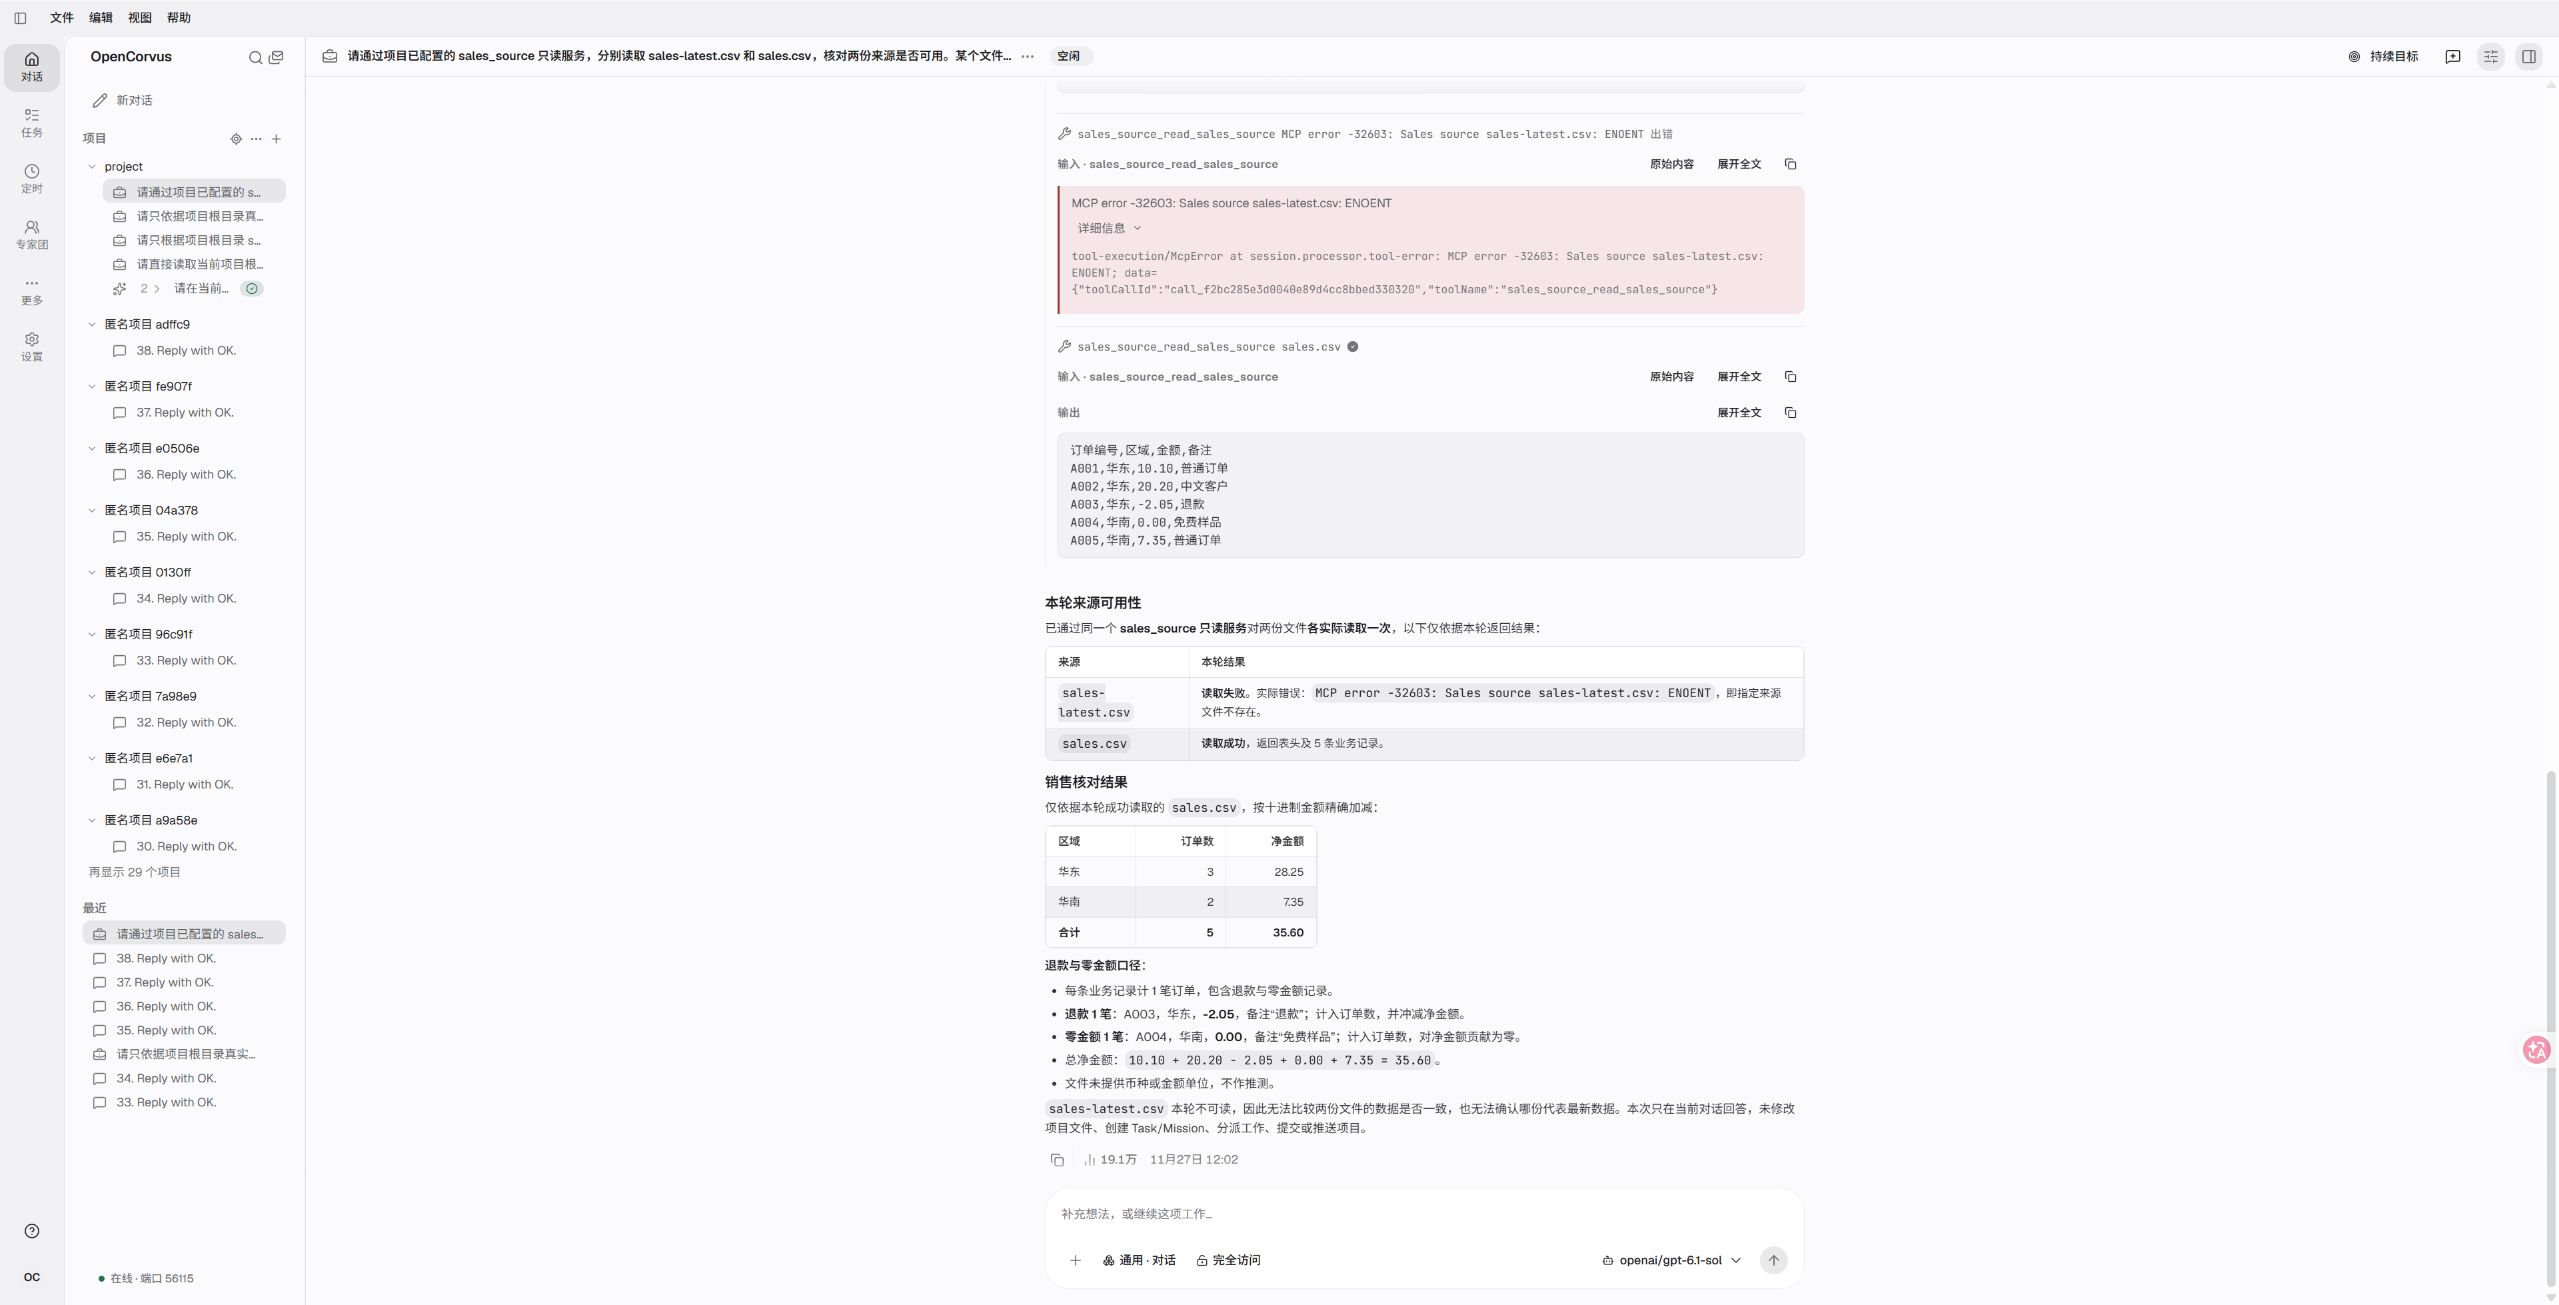 文件 编辑 视图 帮助
对话
任务
定时
专家团
更多
设置
OC
OpenCorvus
新对话
项目
project
请通过项目已配置的 s...
请只依据项目根目录真...
请只根据项目根目录 s...
请直接读取当前项目根...
2 请在当前...
匿名项目 adffc9
38. Reply with OK.
匿名项目 fe907f
37. Reply with OK.
匿名项目 e0506e
36. Reply with OK.
匿名项目 04a378
35. Reply with OK.
匿名项目 0130ff
34. Reply with OK.
匿名项目 96c91f
33. Reply with OK.
匿名项目 7a98e9
32. Reply with OK.
匿名项目 e6e7a1
31. Reply with OK.
匿名项目 a9a58e
30. Reply with OK.
再显示 29 个项目
最近
请通过项目已配置的 sales...
38. Reply with OK.
37. Reply with OK.
36. Reply with OK.
35. Reply with OK.
请只依据项目根目录真实...
34. Reply with OK.
33. Reply with OK.
在线 · 端口 56115
请通过项目已配置的 sales_source 只读服务，分别读取 sales-latest.csv 和 sales.csv，核对两份来源是否可用。某个文件... 空闲
持续目标
sales_source_read_sales_source MCP error -32603: Sales source sales-latest.csv: ENOENT 出错
输入 · sales_source_read_sales_source 原始内容 展开全文
MCP error -32603: Sales source sales-latest.csv: ENOENT
详细信息
tool-execution/McpError at session.processor.tool-error: MCP error -32603: Sales source sales-latest.csv:
ENOENT; data=
{"toolCallId":"call_f2bc285e3d0040e89d4cc8bbed330320","toolName":"sales_source_read_sales_source"}
sales_source_read_sales_source sales.csv
输入 · sales_source_read_sales_source 原始内容 展开全文
输出 展开全文
订单编号,区域,金额,备注
A001,华东,10.10,普通订单
A002,华东,20.20,中文客户
A003,华东,-2.05,退款
A004,华南,0.00,免费样品
A005,华南,7.35,普通订单
本轮来源可用性
已通过同一个 sales_source 只读服务对两份文件各实际读取一次，以下仅依据本轮返回结果：
来源 本轮结果
sales-latest.csv 读取失败。实际错误：MCP error -32603: Sales source sales-latest.csv: ENOENT，即指定来源
文件不存在。
sales.csv 读取成功，返回表头及 5 条业务记录。
销售核对结果
仅依据本轮成功读取的 sales.csv，按十进制金额精确加减：
区域 订单数 净金额
华东 3 28.25
华南 2 7.35
合计 5 35.60
退款与零金额口径：
• 每条业务记录计 1 笔订单，包含退款与零金额记录。
• 退款 1 笔：A003，华东，-2.05，备注“退款”；计入订单数，并冲减净金额。
• 零金额 1 笔：A004，华南，0.00，备注“免费样品”；计入订单数，对净金额贡献为零。
• 总净金额：10.10 + 20.20 - 2.05 + 0.00 + 7.35 = 35.60。
• 文件未提供币种或金额单位，不作推测。
sales-latest.csv 本轮不可读，因此无法比较两份文件的数据是否一致，也无法确认哪份代表最新数据。本次只在当前对话回答，未修改
项目文件、创建 Task/Mission、分派工作、提交或推送项目。
19.1万 11月27日 12:02
补充想法，或继续这项工作...
通用 · 对话 完全访问 openai/gpt-6.1-sol